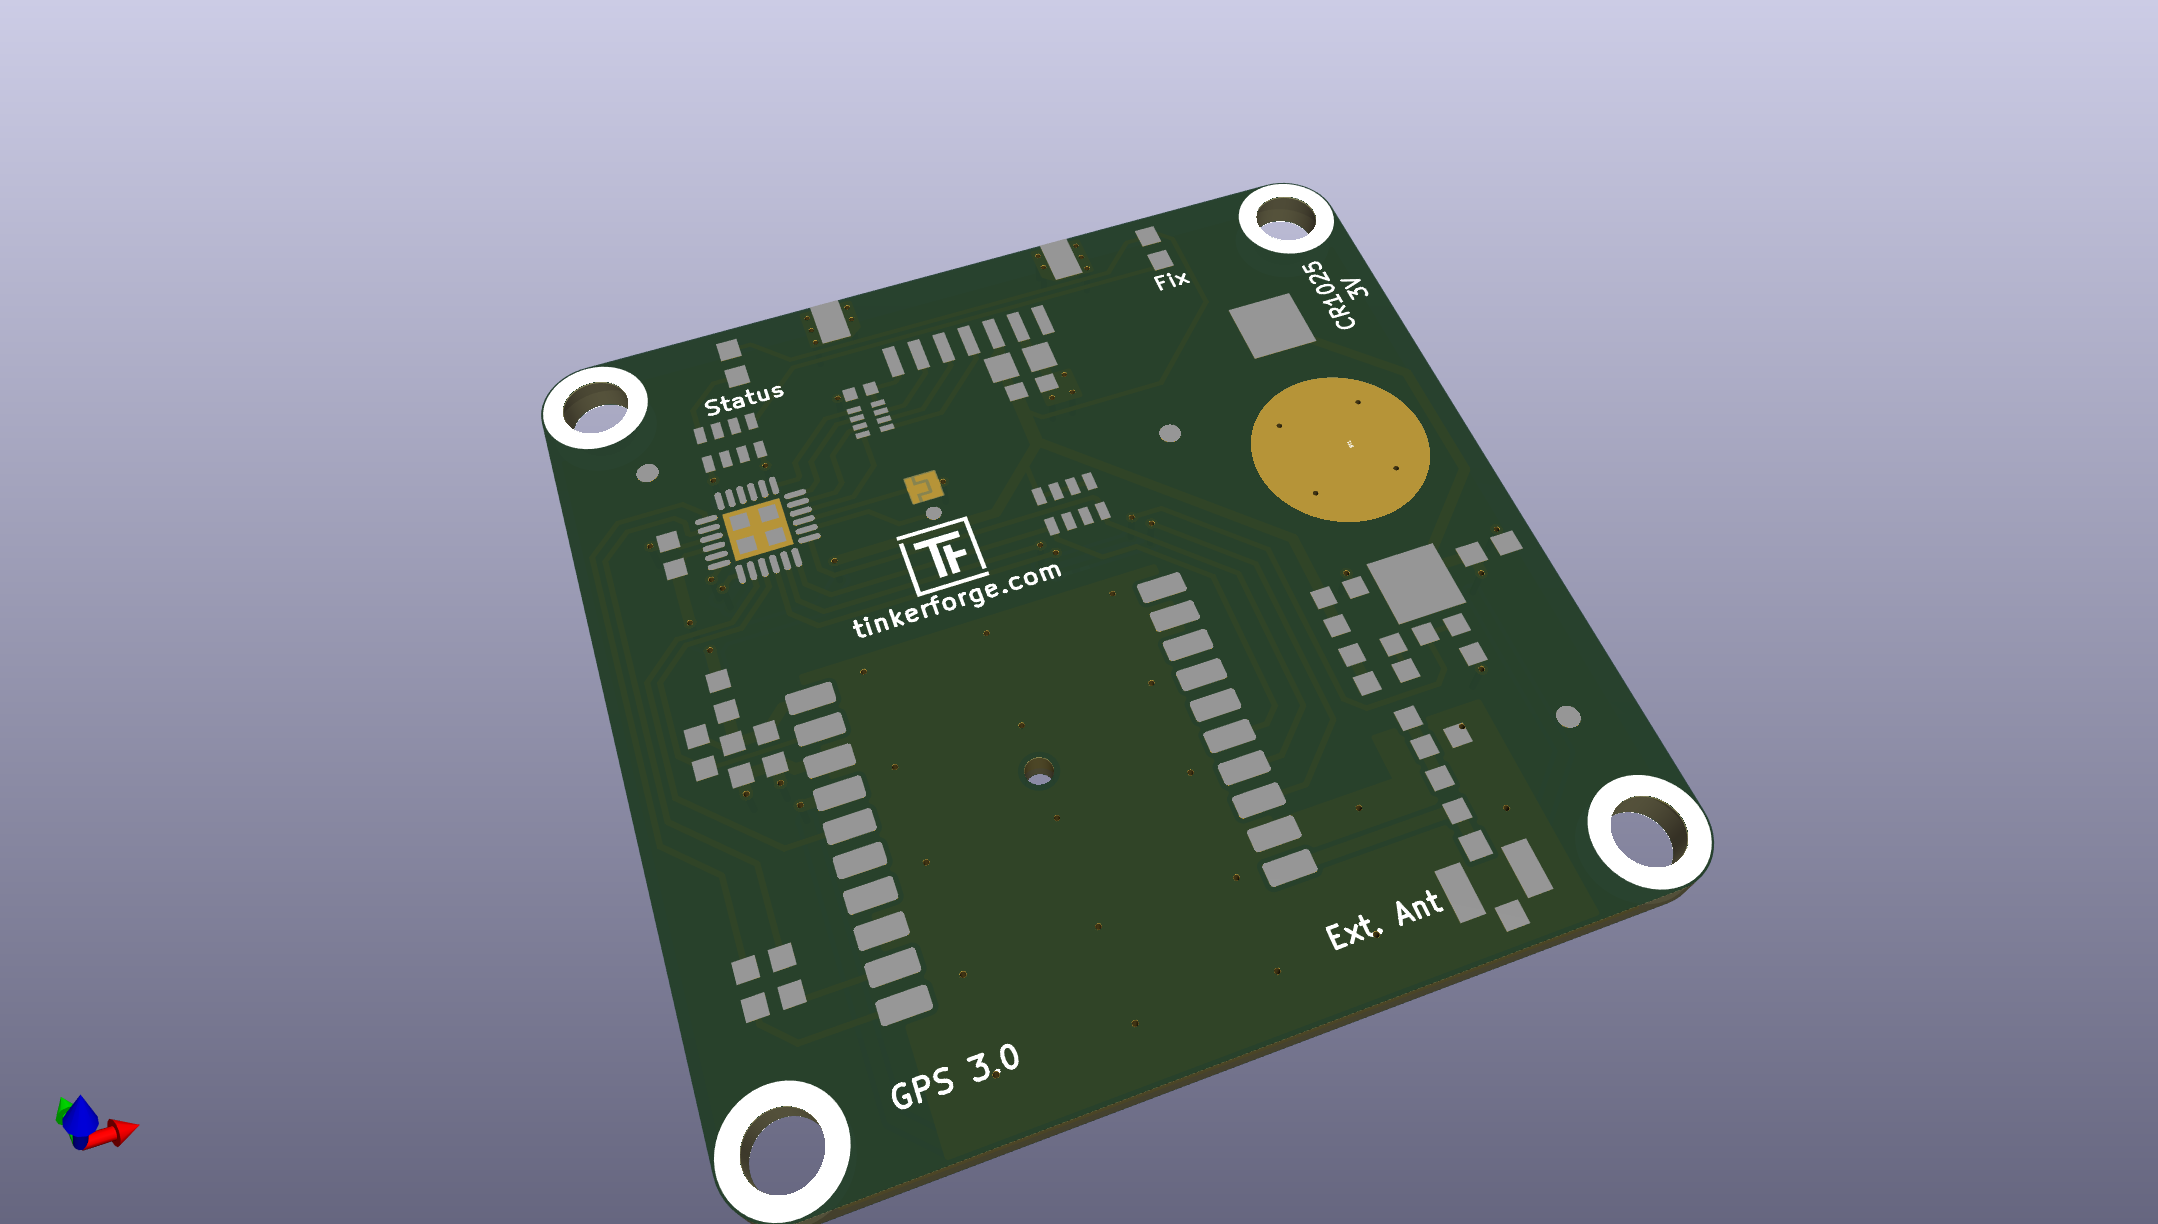 Fix
CR1025
3V
Status
TF
tinkerforge.com
Ext. Ant
GPS 3.0